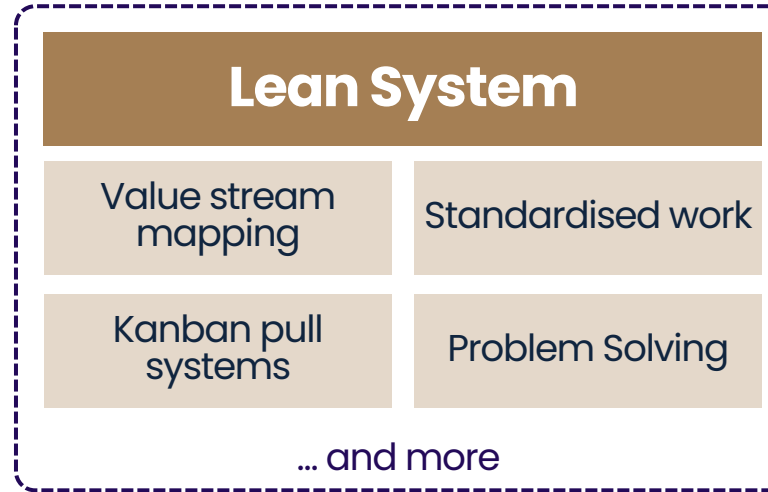 Lean System
Value stream
mapping
Standardised work
Kanban pull
systems
Problem Solving
... and more